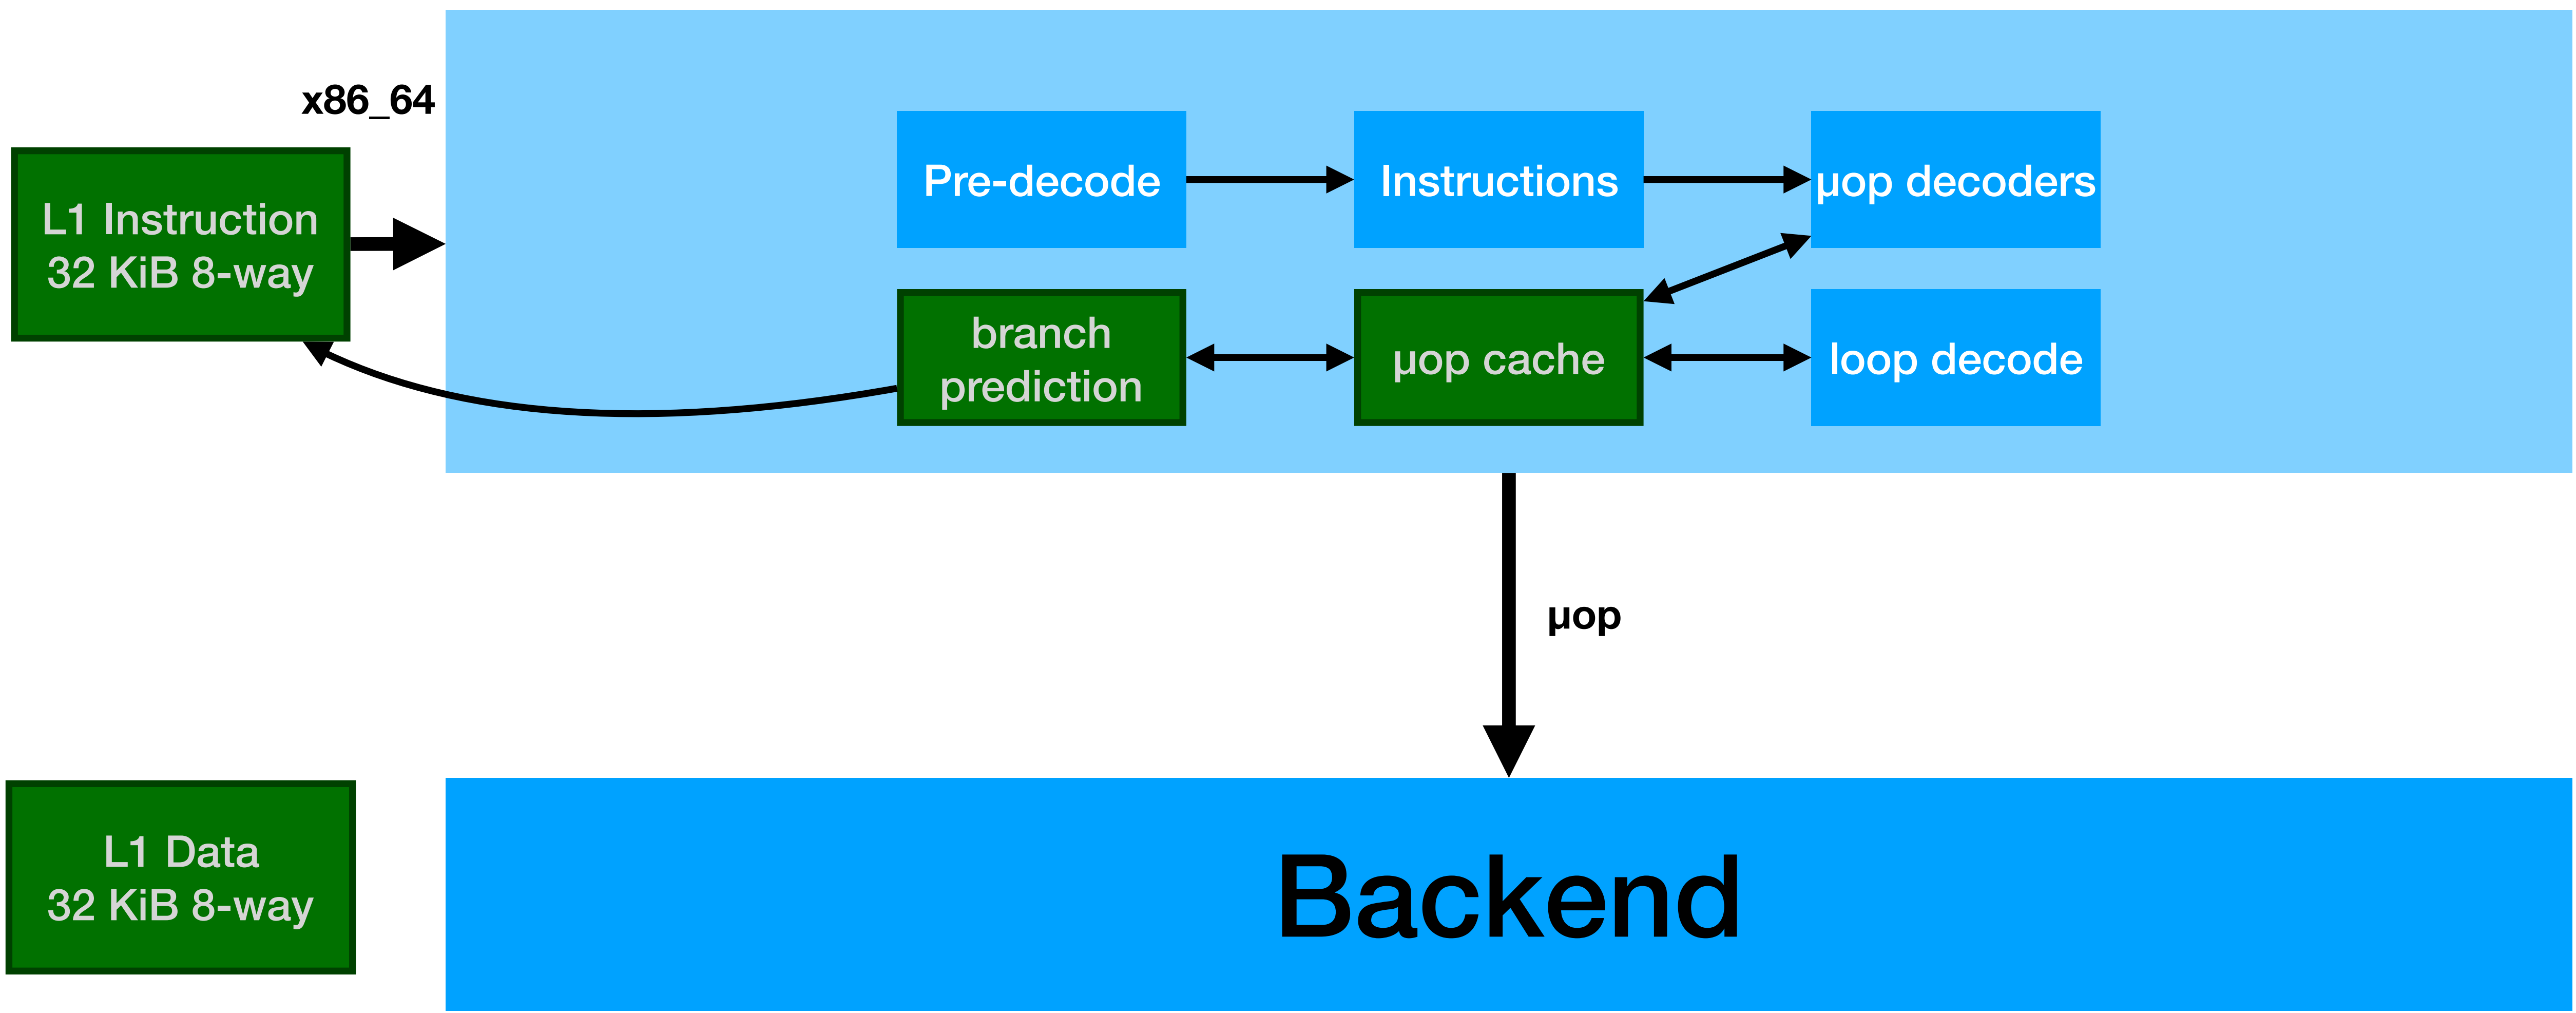 x86_64
L1 Instruction
32 KiB 8-way
Pre-decode
Instructions
µop decoders
branch
prediction
µop cache
loop decode
µop
L1 Data
32 KiB 8-way
Backend